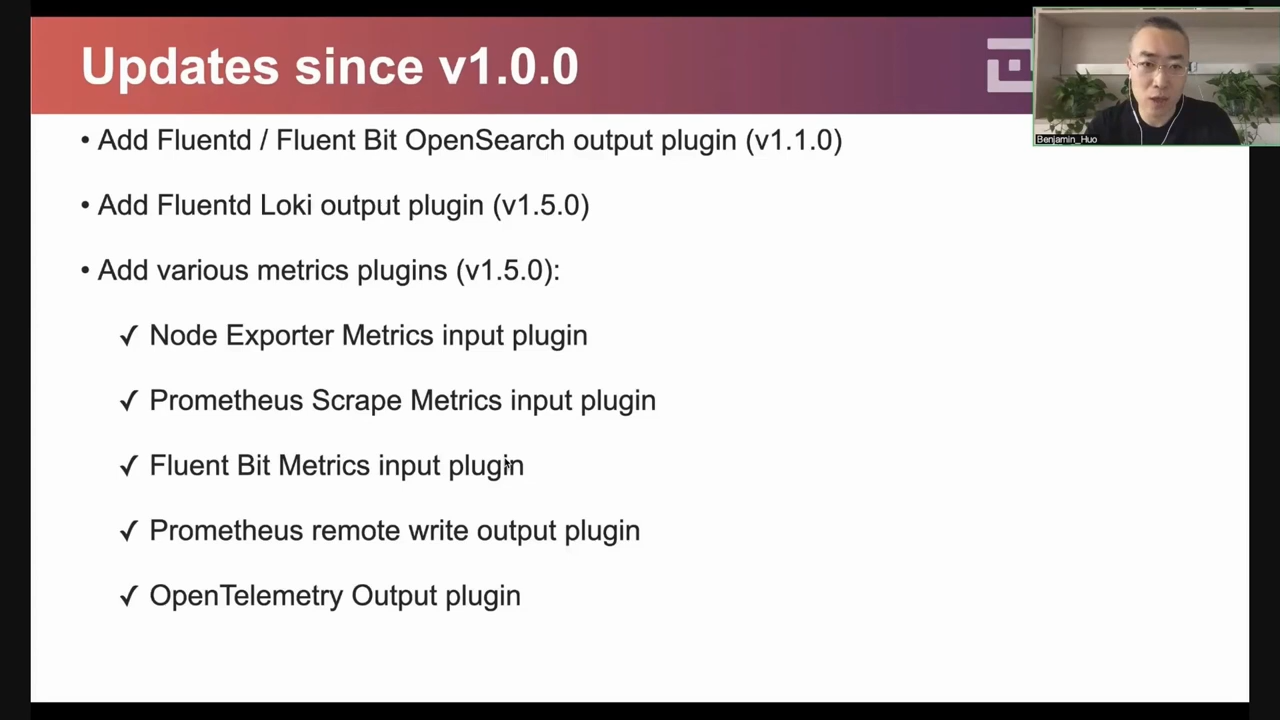 Updates since v1.0.0
Benjamin_Huo
• Add Fluentd / Fluent Bit OpenSearch output plugin (v1.1.0)
• Add Fluentd Loki output plugin (v1.5.0)
• Add various metrics plugins (v1.5.0):
✓ Node Exporter Metrics input plugin
✓ Prometheus Scrape Metrics input plugin
✓ Fluent Bit Metrics input plugin
✓ Prometheus remote write output plugin
✓ OpenTelemetry Output plugin